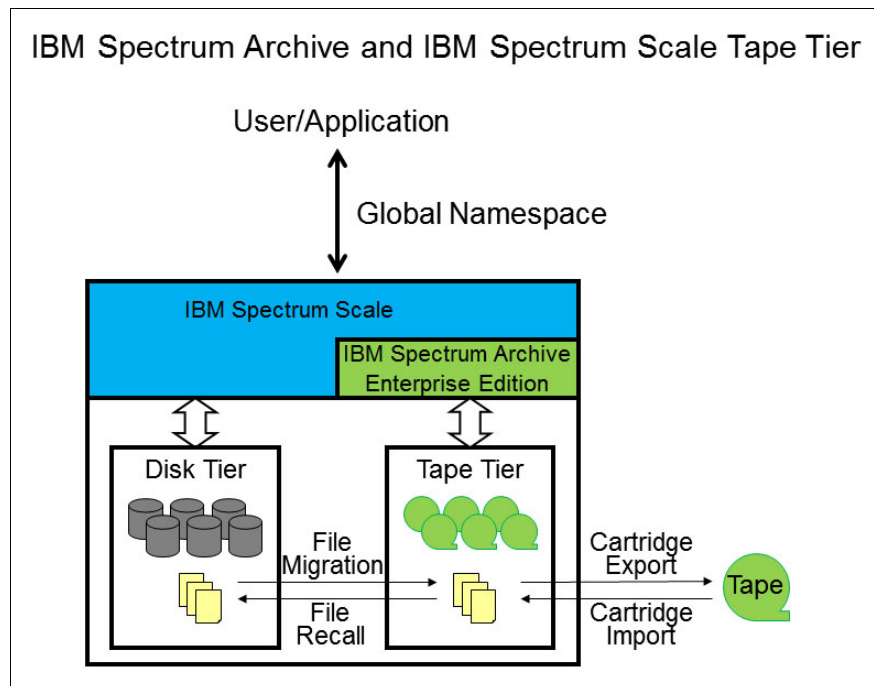 IBM Spectrum Archive and IBM Spectrum Scale Tape Tier
User/Application
Global Namespace
IBM Spectrum Scale
IBM Spectrum Archive
Enterprise Edition
Disk Tier
Tape Tier
File
Migration
File
Recall
Cartridge
Export
Cartridge
Import
Tape